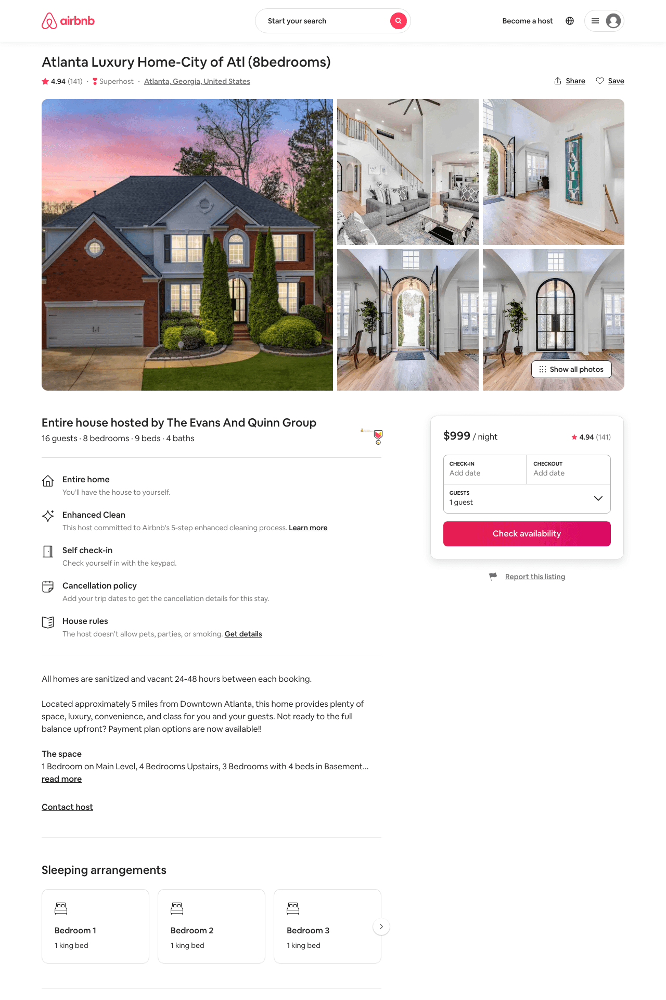 airbnb
Start your search
Become a host
Atlanta Luxury Home-City of Atl (8bedrooms)
4.94 (141) · Superhost · Atlanta, Georgia, United States
Share
Save
FAMILY
Show all photos
Entire house hosted by The Evans And Quinn Group
16 guests · 8 bedrooms · 9 beds · 4 baths
Entire home
You'll have the house to yourself.
Enhanced Clean
This host committed to Airbnb's 5-step enhanced cleaning process. Learn more
Self check-in
Check yourself in with the keypad.
Cancellation policy
Add your trip dates to get the cancellation details for this stay.
House rules
The host doesn't allow pets, parties, or smoking. Get details
$999 / night
4.94 (141)
CHECK-IN
Add date
CHECKOUT
Add date
GUESTS
1 guest
Check availability
Report this listing
All homes are sanitized and vacant 24-48 hours between each booking.
Located approximately 5 miles from Downtown Atlanta, this home provides plenty of
space, luxury, convenience, and class for you and your guests. Not ready to the full
balance upfront? Payment plan options are now available!!
The space
1 Bedroom on Main Level, 4 Bedrooms Upstairs, 3 Bedrooms with 4 beds in Basement...
read more
Contact host
Sleeping arrangements
Bedroom 1
1 king bed
Bedroom 2
1 king bed
Bedroom 3
1 king bed